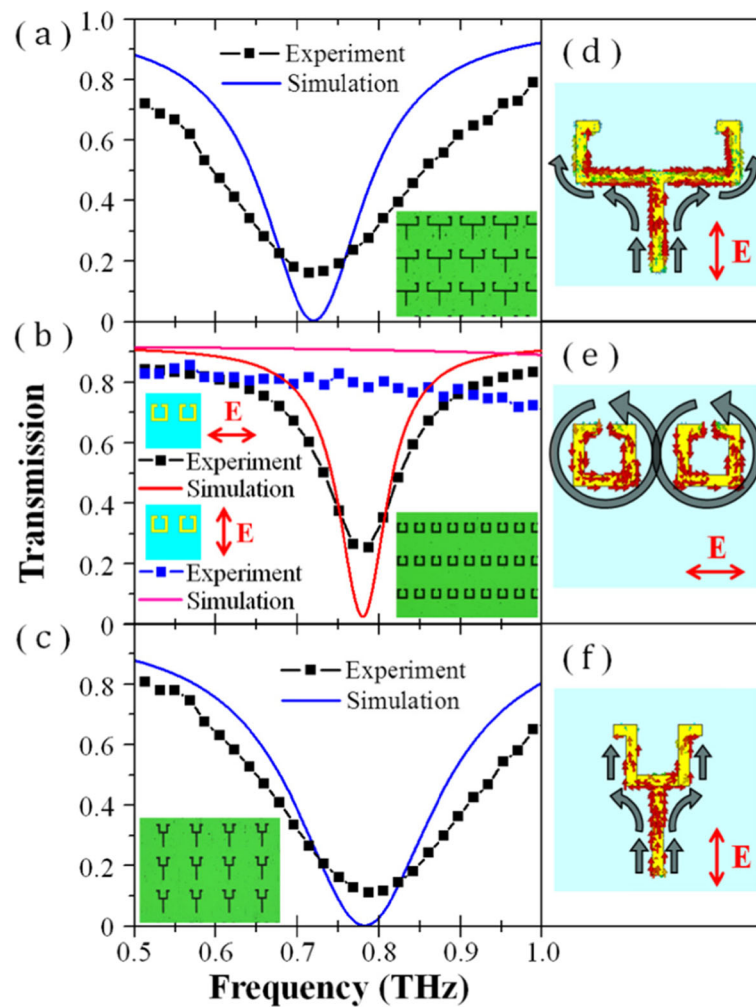 ( a )
1.0
0.8
0.6
0.4
0.2
0
Experiment
Simulation
( d )
E
( b )
0.8
0.6
0.4
0.2
0
E
Experiment
Simulation
E
Experiment
Simulation
( e )
E
( c )
0.8
0.6
0.4
0.2
0
Experiment
Simulation
( f )
E
Transmission
0.5 0.6 0.7 0.8 0.9 1.0
Frequency (THz)